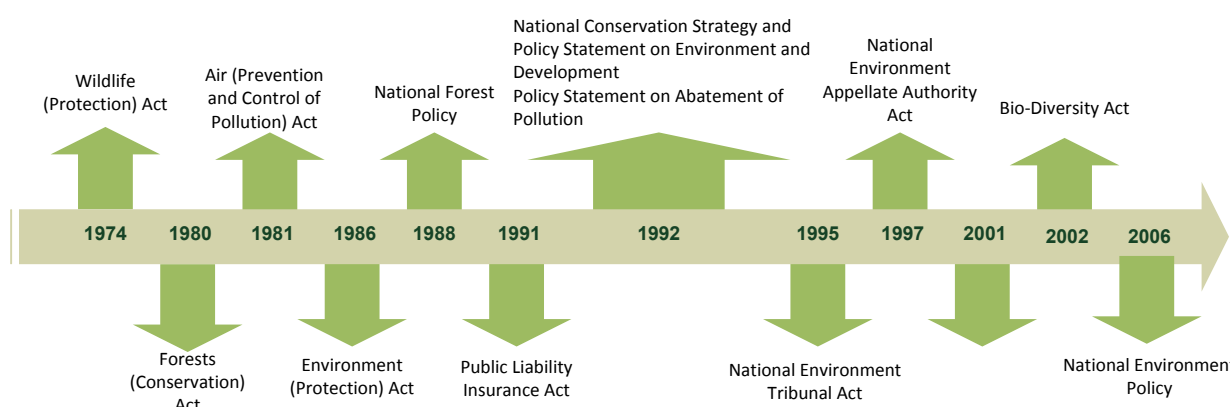 National Conservation Strategy and
Policy Statement on Environment and
Development
Policy Statement on Abatement of
Pollution
Wildlife
(Protection) Act
Air (Prevention
and Control of
Pollution) Act
National Forest
Policy
National
Environment
Appellate Authority
Act
Bio-Diversity Act
1974
1980
1981
1986
1988
1991
1992
1995
1997
2001
2002
2006
Forests
(Conservation)
Act
Environment
(Protection) Act
Public Liability
Insurance Act
National Environment
Tribunal Act
National Environment
Policy